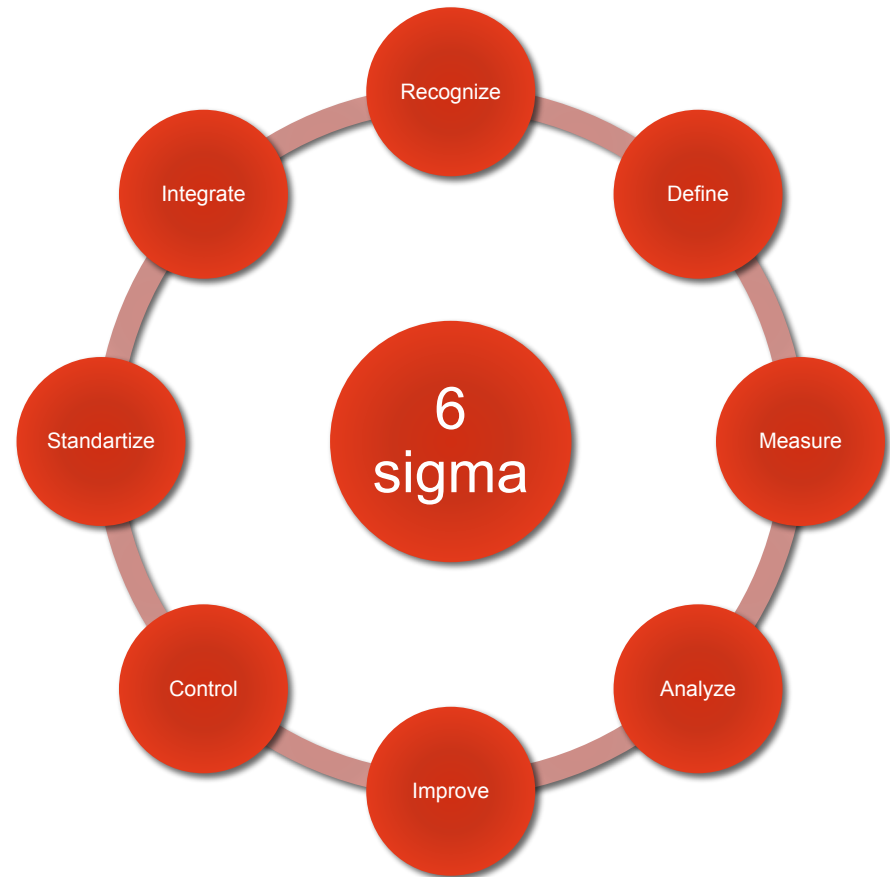 Recognize
Define
Measure
Analyze
Improve
Control
Standartize
Integrate
6
sigma